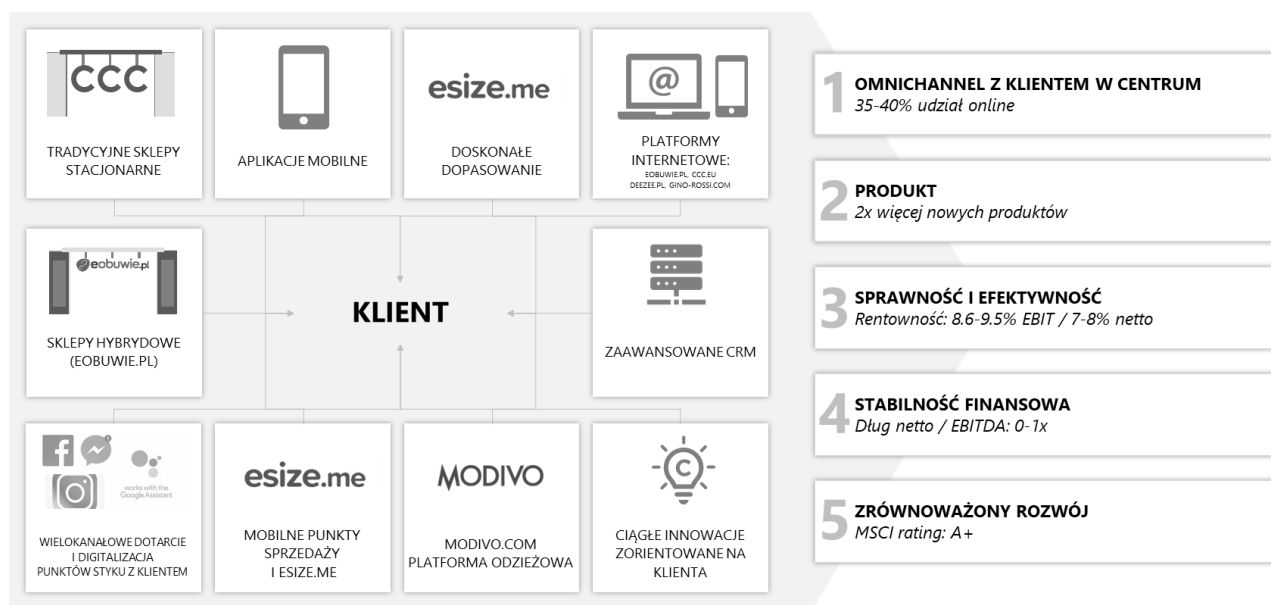 CCC
TRADYCYJNE SKLEPY
STACJONARNE
APLIKACJE MOBILNE
esize.me
DOSKONAŁE
DOPASOWANIE
@
PLATFORMY
INTERNETOWE:
EOBUWIE.PL, CCC.EU
DEEZEE.PL, GINO-ROSSI.COM
eobuwie.pl
SKLEPY HYBRYDOWE
(EOBUWIE.PL)
KLIENT
ZAAWANSOWANE CRM
works with the
Google Assistant
WIELOKANAŁOWE DOTARCIE
I DIGITALIZACJA
PUNKTÓW STYKU Z KLIENTEM
esize.me
MOBILNE PUNKTY
SPRZEDAŻY
I ESIZE.ME
MODIVO
MODIVO.COM
PLATFORMA ODZIEŻOWA
C
CIĄGŁE INNOWACJE
ZORIENTOWANE NA
KLIENTA
1 OMNICHANNEL Z KLIENTEM W CENTRUM
35-40% udział online
2 PRODUKT
2x więcej nowych produktów
3 SPRAWNOŚĆ I EFEKTYWNOŚĆ
Rentowność: 8.6-9.5% EBIT / 7-8% netto
4 STABILNOŚĆ FINANSOWA
Dług netto / EBITDA: 0-1x
5 ZRÓWNOWAŻONY ROZWÓJ
MSCI rating: A+